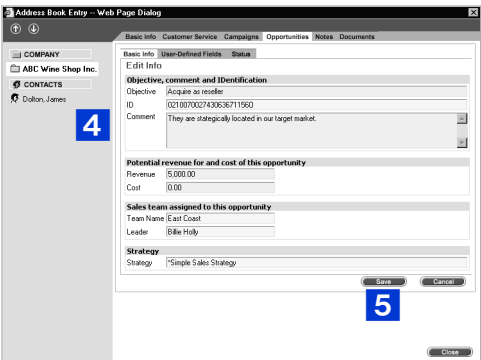 Address Book Entry -- Web Page Dialog
Basic Info Customer Service Campaigns Opportunities Notes Documents
COMPANY
ABC Wine Shop Inc.
CONTACTS
Dolton, James
4
Basic Info User-Defined Fields Status
Edit Info
Objective, comment and IDentification
Objective Acquire as reseller
ID 0210070027430636711560
Comment They are stategically located in our target market.
Potential revenue for and cost of this opportunity
Revenue 5,000.00
Cost 0.00
Sales team assigned to this opportunity
Team Name East Coast
Leader Billie Holly
Strategy
Strategy *Simple Sales Strategy
Save Cancel
5
Close